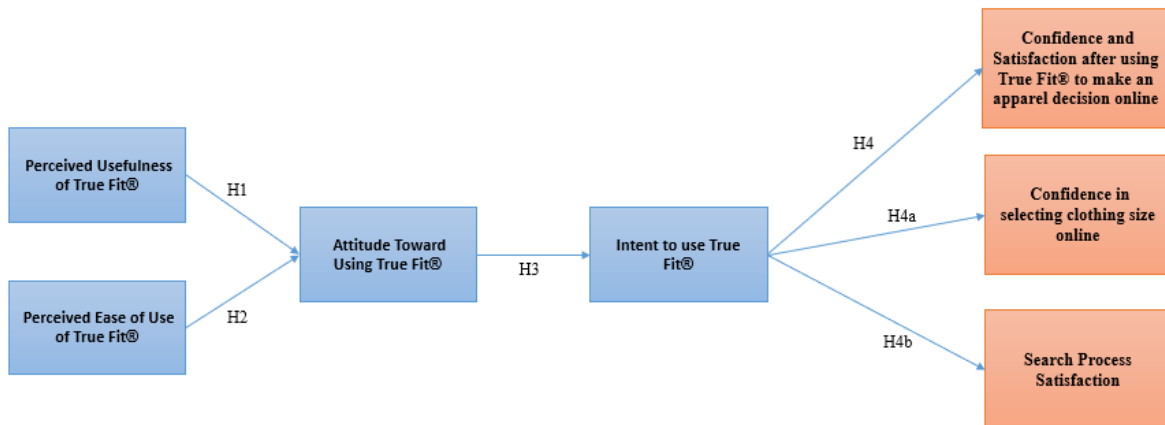 Perceived Usefulness
of True Fit®
H1
Perceived Ease of Use
of True Fit®
H2
Attitude Toward
Using True Fit®
H3
Intent to use True
Fit®
H4
Confidence and
Satisfaction after using
True Fit® to make an
apparel decision online
H4a
Confidence in
selecting clothing size
online
H4b
Search Process
Satisfaction